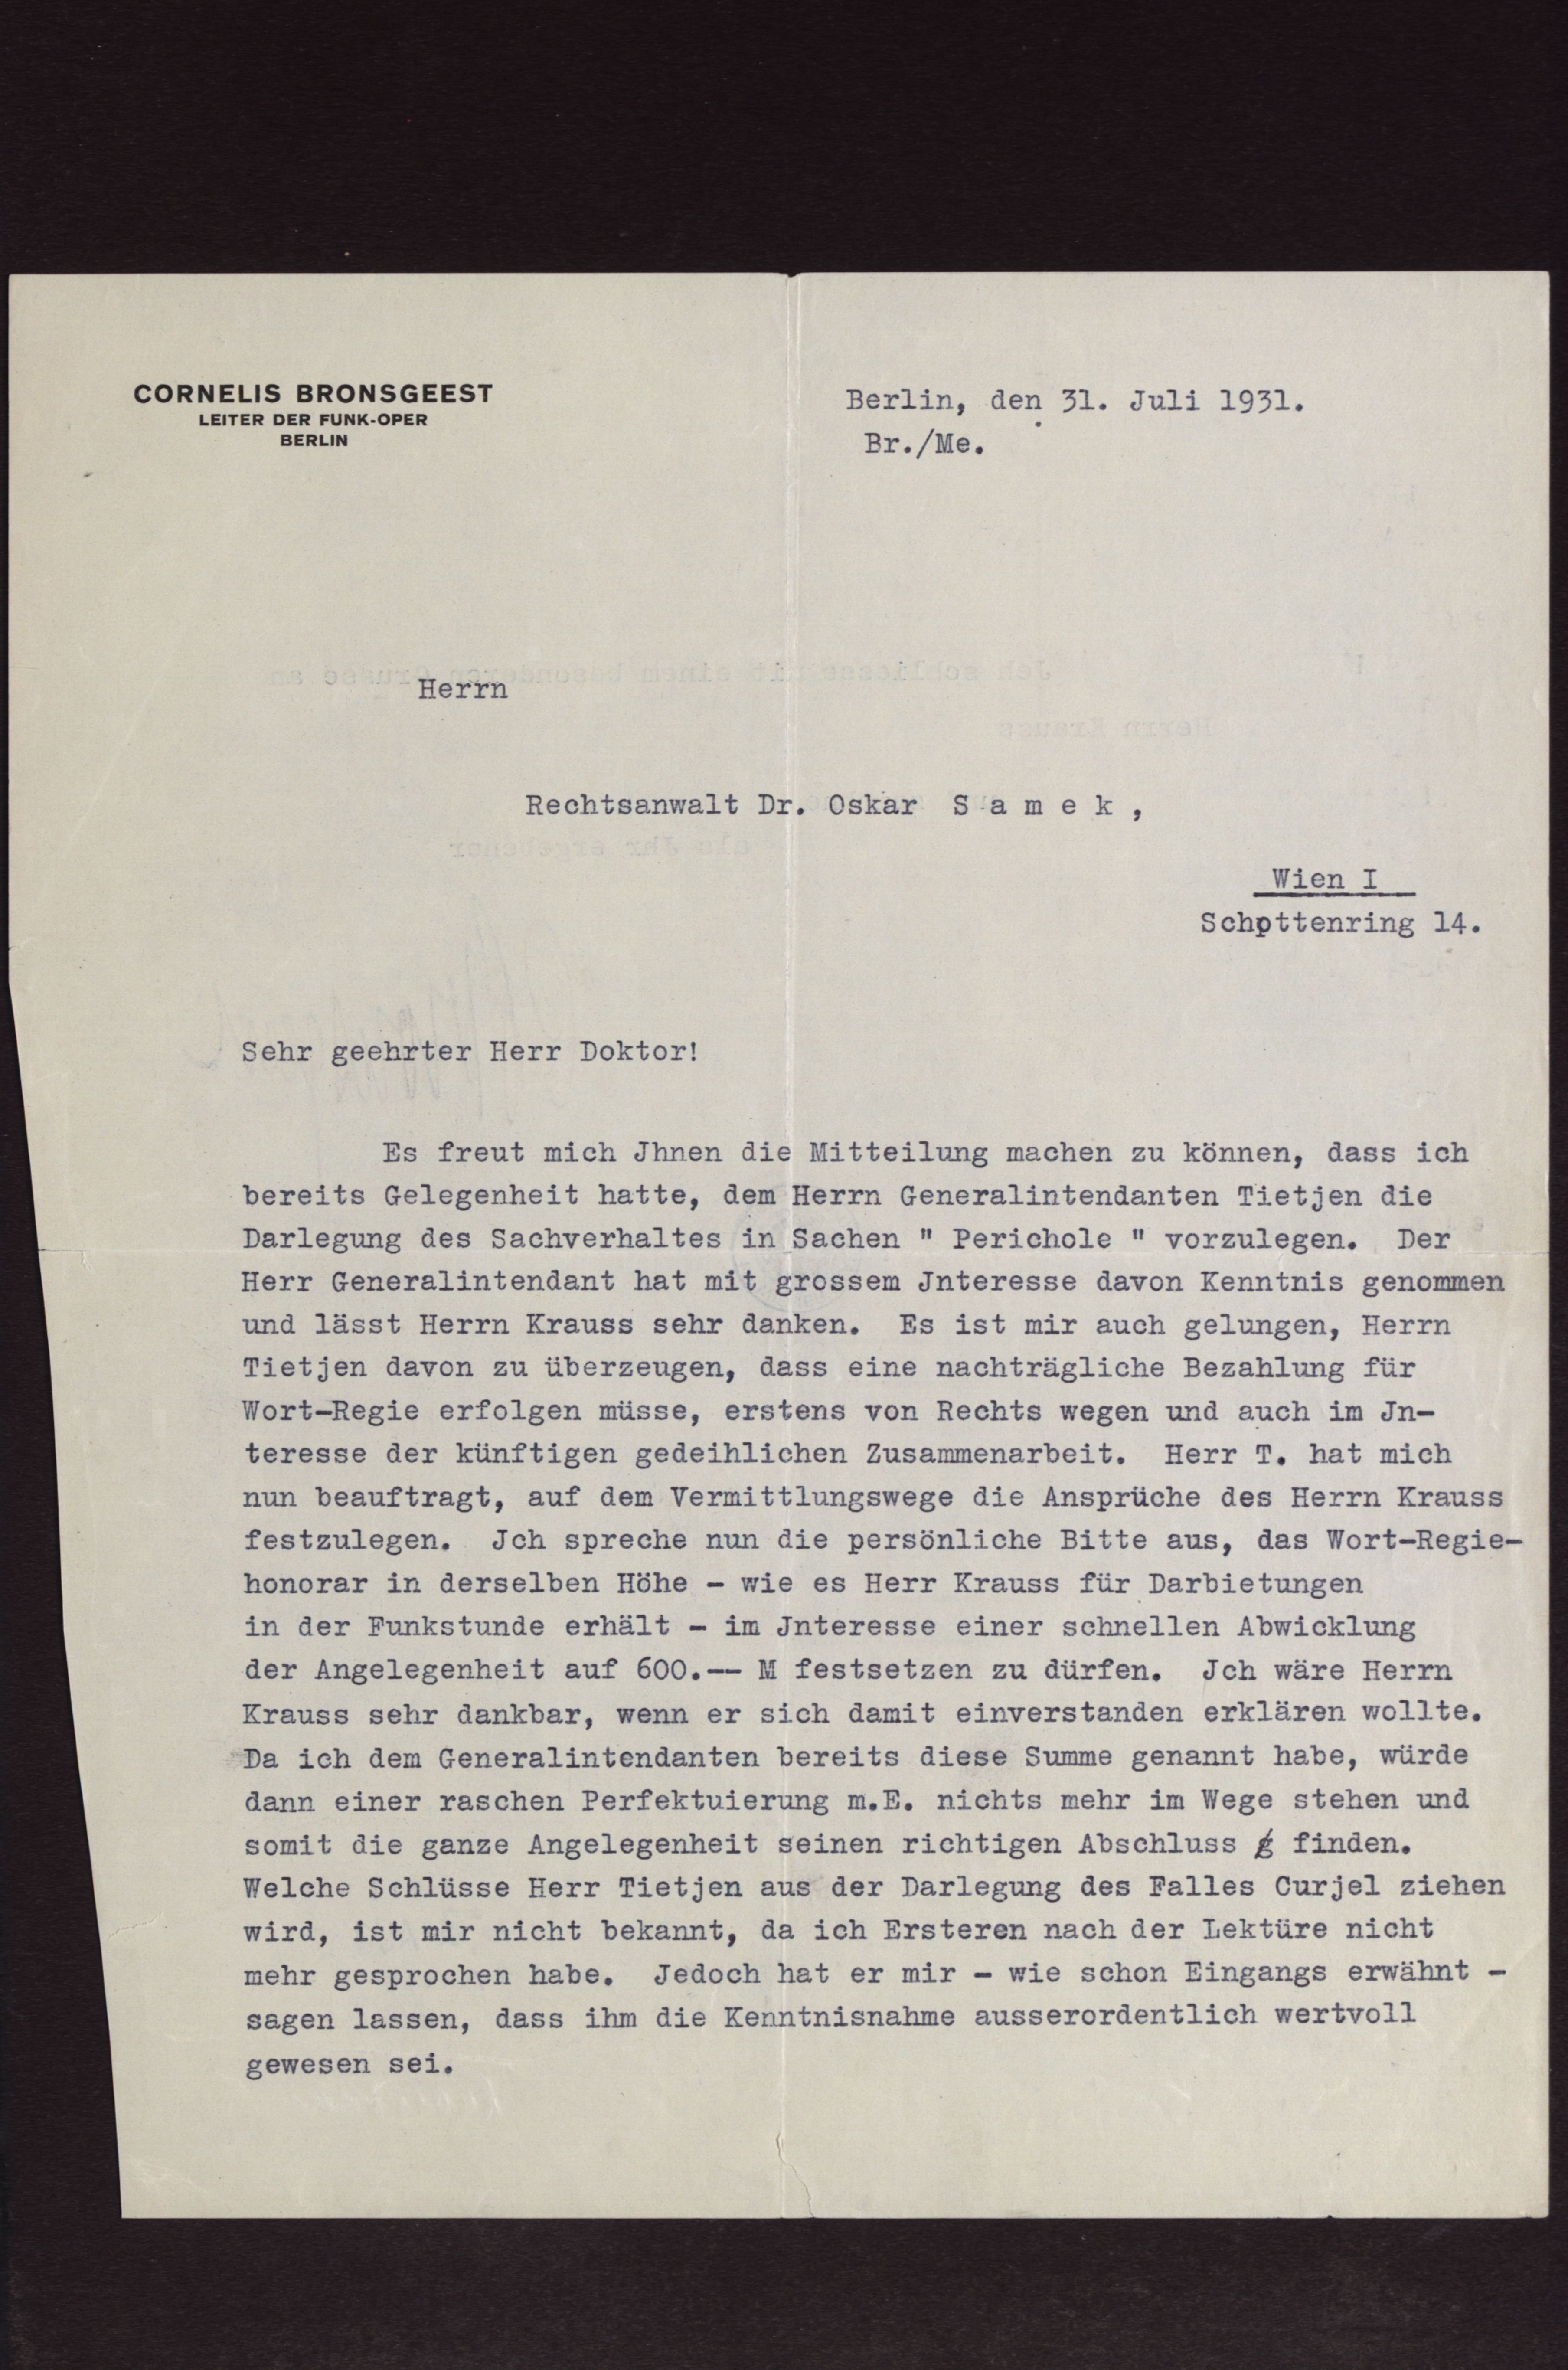 CORNELIS BRONSGEEST
LEITER DER FUNK-OPER
BERLIN
Berlin, den 31. Juli 1931.
Br./Me.
Herrn
Rechtsanwalt Dr. Oskar S a m e k ,
Wien I
Schottenring 14.
Sehr geehrter Herr Doktor!
Es freut mich Jhnen die Mitteilung machen zu können, dass ich
bereits Gelegenheit hatte, dem Herrn Generalintendanten Tietjen die
Darlegung des Sachverhaltes in Sachen " Perichole " vorzulegen. Der
Herr Generalintendant hat mit grossem Jnteresse davon Kenntnis genommen
und lässt Herrn Krauss sehr danken. Es ist mir auch gelungen, Herrn
Tietjen davon zu überzeugen, dass eine nachträgliche Bezahlung für
Wort-Regie erfolgen müsse, erstens von Rechts wegen und auch im Jn-
teresse der künftigen gedeihlichen Zusammenarbeit. Herr T. hat mich
nun beauftragt, auf dem Vermittlungswege die Ansprüche des Herrn Krauss
festzulegen. Jch spreche nun die persönliche Bitte aus, das Wort-Regie-
honorar in derselben Höhe - wie es Herr Krauss für Darbietungen
in der Funkstunde erhält - im Jnteresse einer schnellen Abwicklung
der Angelegenheit auf 600.-- M festsetzen zu dürfen. Jch wäre Herrn
Krauss sehr dankbar, wenn er sich damit einverstanden erklären wollte.
Da ich dem Generalintendanten bereits diese Summe genannt habe, würde
dann einer raschen Perfektuierung m.E. nichts mehr im Wege stehen und
somit die ganze Angelegenheit seinen richtigen Abschluss finden.
Welche Schlüsse Herr Tietjen aus der Darlegung des Falles Curjel ziehen
wird, ist mir nicht bekannt, da ich Ersteren nach der Lektüre nicht
mehr gesprochen habe. Jedoch hat er mir - wie schon Eingangs erwähnt -
sagen lassen, dass ihm die Kenntnisnahme ausserordentlich wertvoll
gewesen sei.